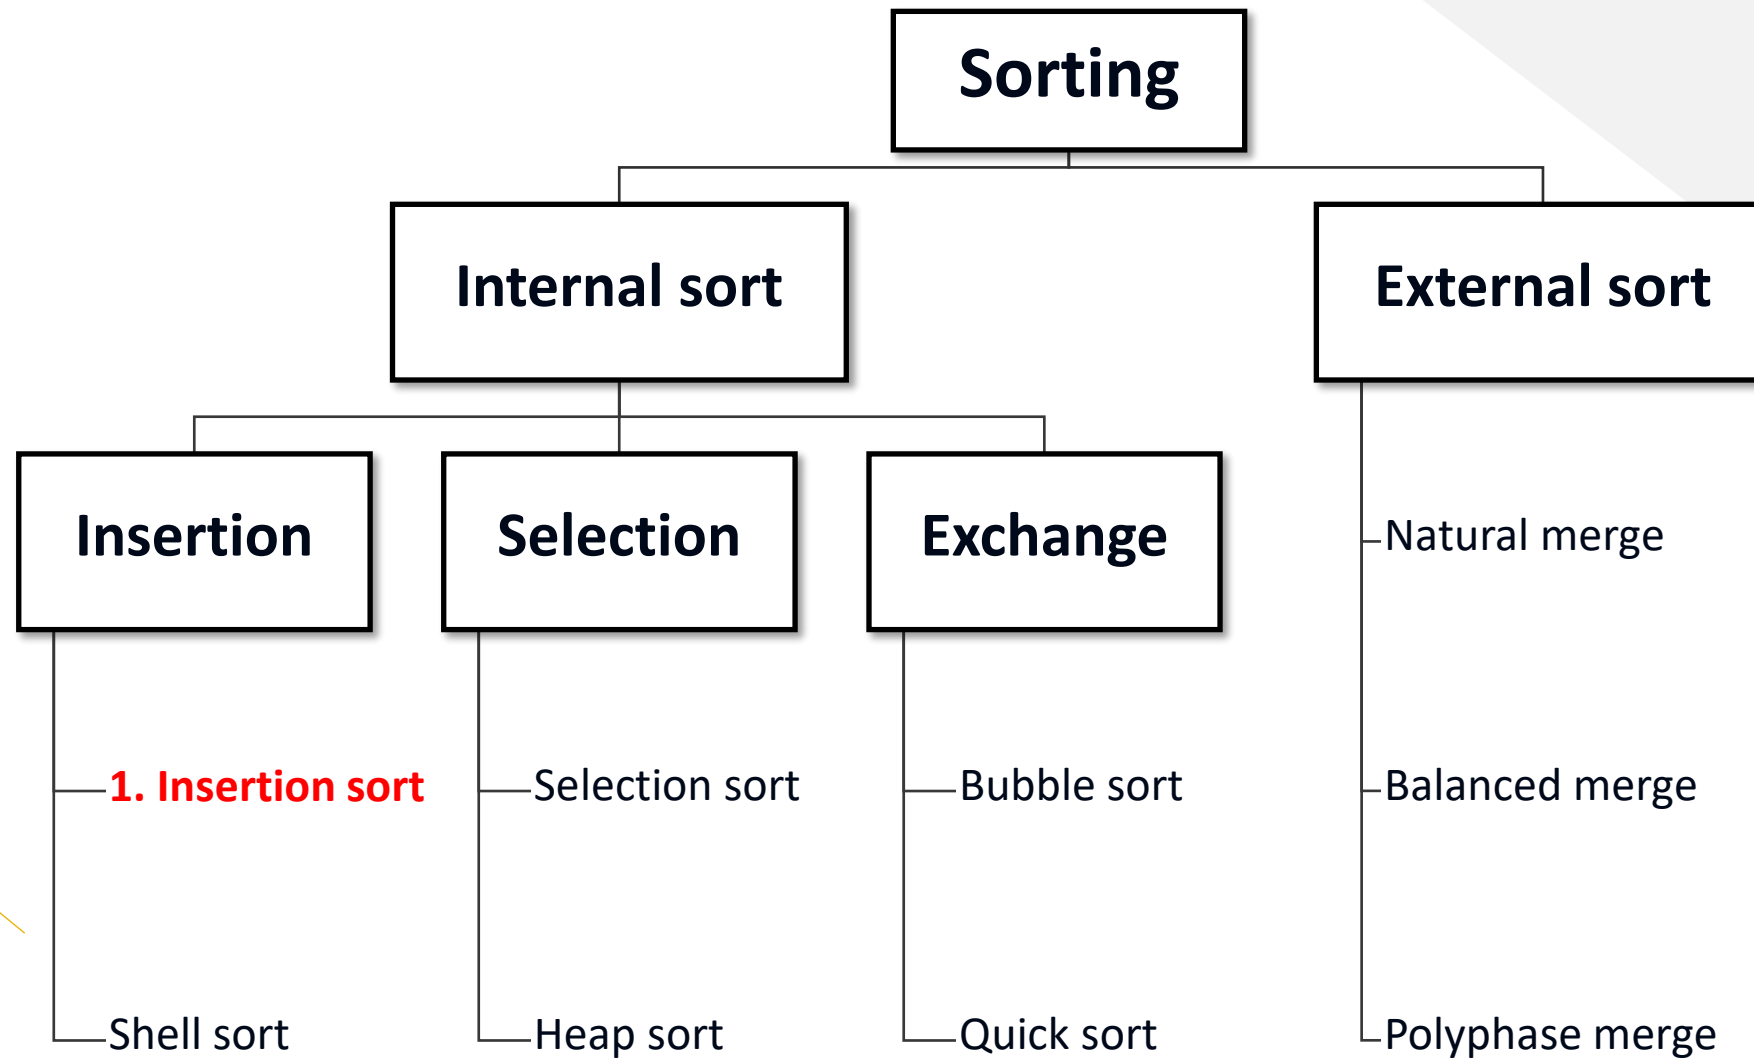 Sorting
Internal sort
External sort
Insertion
Selection
Exchange
Natural merge
1. Insertion sort
Selection sort
Bubble sort
Balanced merge
Shell sort
Heap sort
Quick sort
Polyphase merge